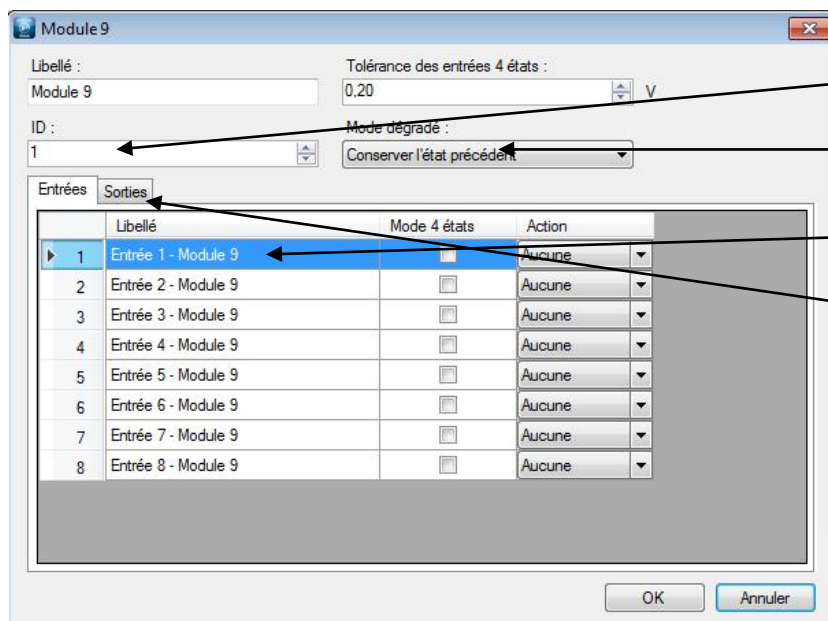 Module 9
Libellé :
Tolérance des entrées 4 états :
Module 9
0,20
V
ID :
Mode dégradé :
1
Conserver l'état précédent
Entrées
Sorties
Libellé
Mode 4 états
Action
1 Entrée 1 - Module 9 Aucune
2 Entrée 2 - Module 9 Aucune
3 Entrée 3 - Module 9 Aucune
4 Entrée 4 - Module 9 Aucune
5 Entrée 5 - Module 9 Aucune
6 Entrée 6 - Module 9 Aucune
7 Entrée 7 - Module 9 Aucune
8 Entrée 8 - Module 9 Aucune
OK
Annuler